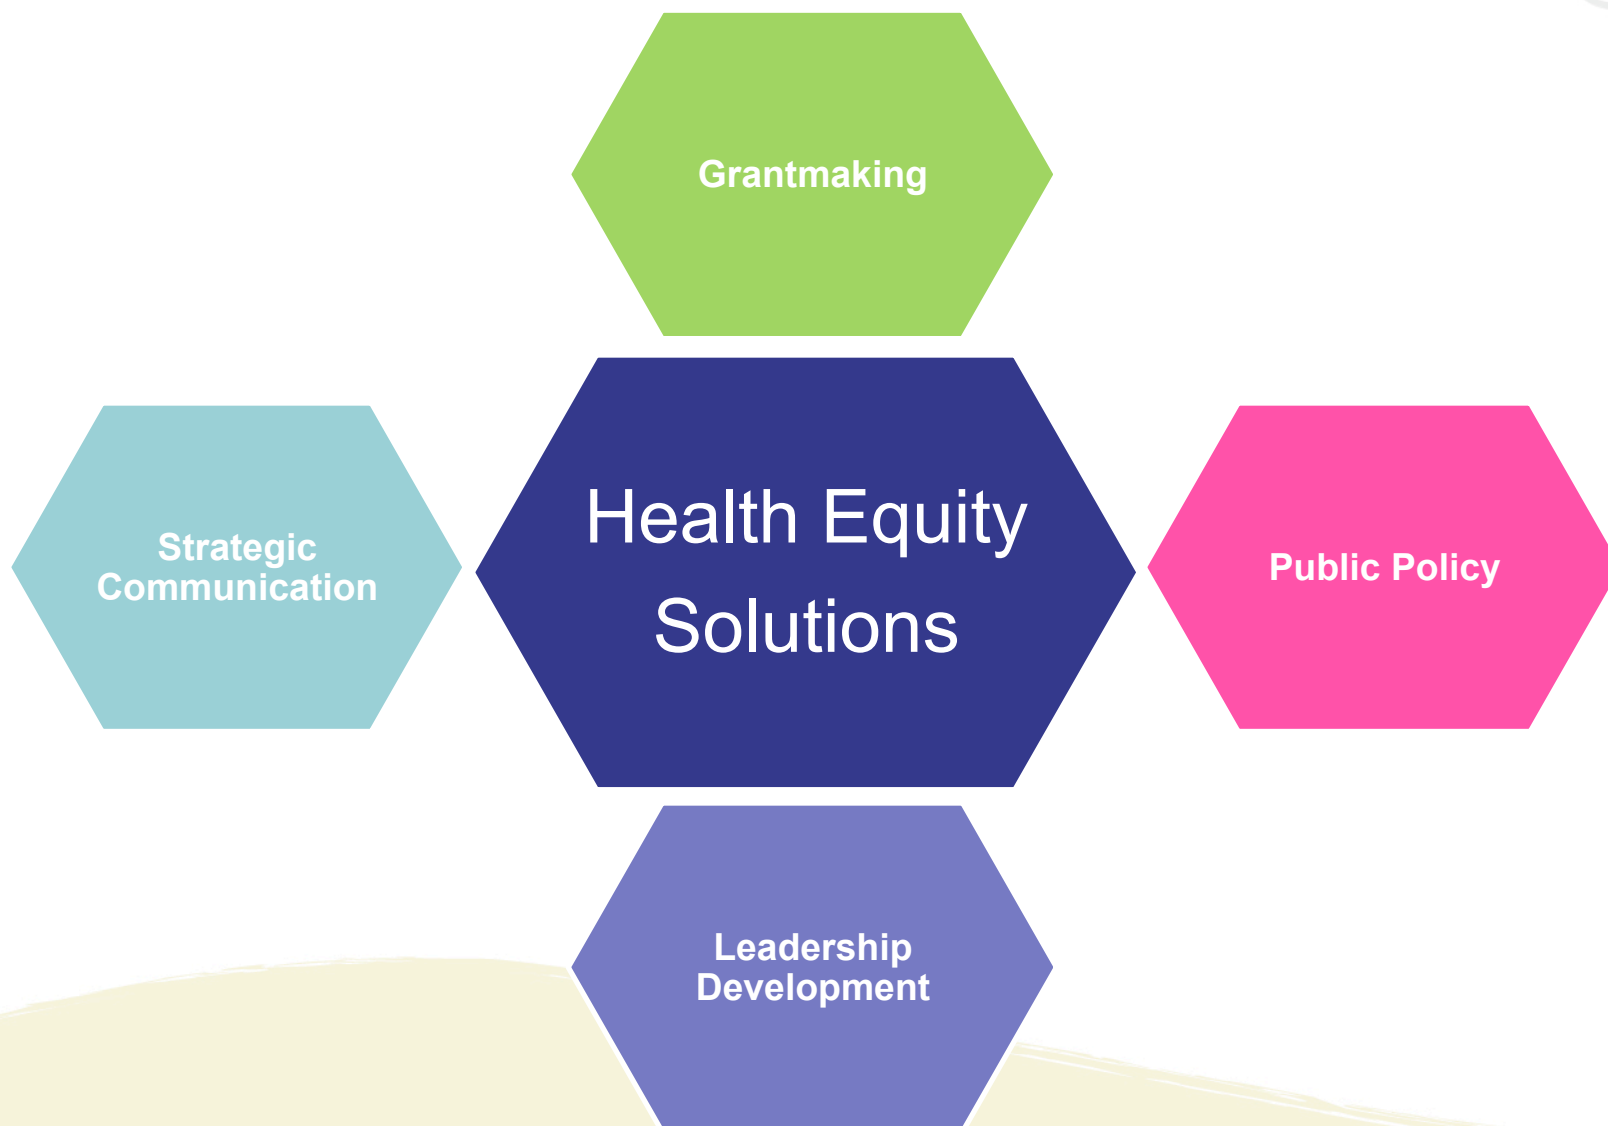 Grantmaking
Health Equity
Solutions
Strategic
Communication
Public Policy
Leadership
Development